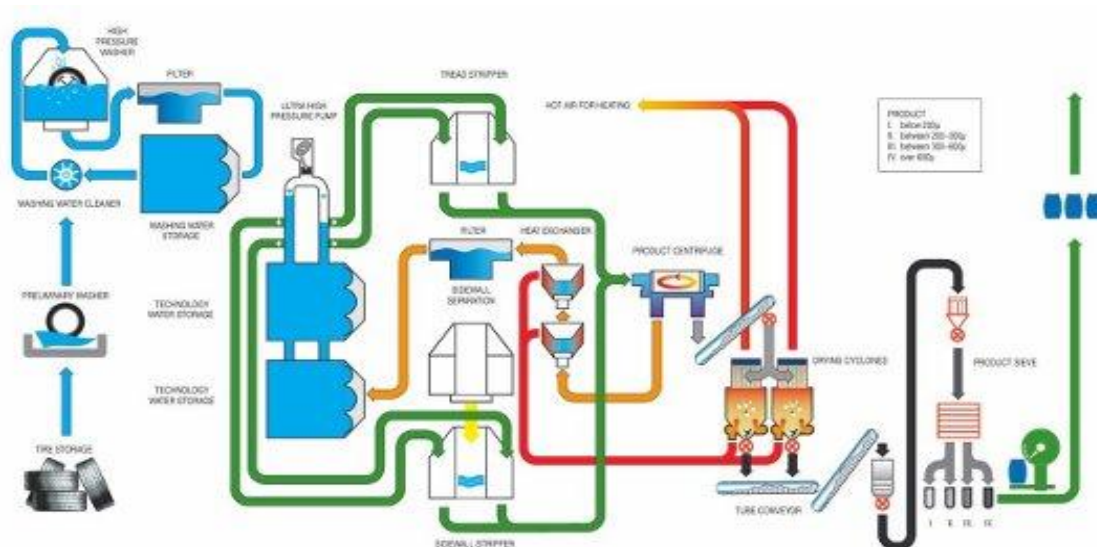 HIGH
PRESSURE
WASHER
FILTER
ULTRA HIGH
PRESSURE PUMP
TREAD STRIPPER
HOT AIR FOR HEATING
PRODUCT
I. below 200µ
II. between 200-300µ
III. between 300-600µ
IV. over 600µ
WASHING WATER CLEANER
WASHING WATER
STORAGE
FILTER
HEAT EXCHANGER
PRODUCT CENTRIFUGE
PRELIMINARY WASHER
TECHNOLOGY
WATER STORAGE
SIDEWALL
SEPARATION
DRYING CYCLONES
PRODUCT SIEVE
TECHNOLOGY
WATER STORAGE
TIRE STORAGE
TUBE CONVEYOR
I. II. III. IV.
SIDEWALL STRIPPER